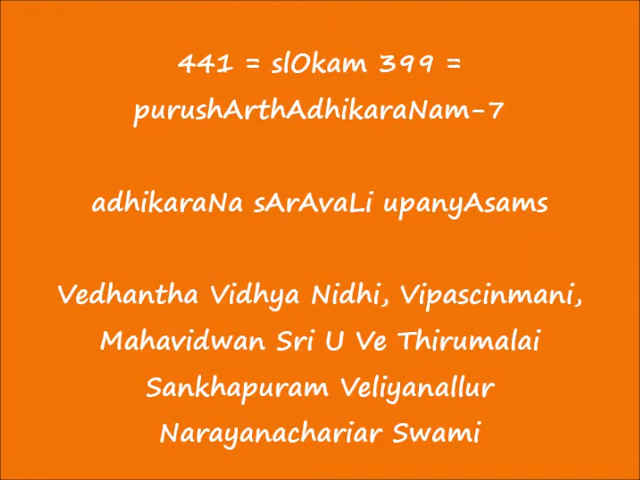 441 = slOkam 399 =
purushArthAdhikaraNam-7
adhikaraNa sArAvaLi upanyAsams
Vedhantha Vidhya Nidhi, Vipascinmani,
Mahavidwan Sri U Ve Thirumalai
Sankhapuram Veliyanallur
Narayanachariar Swami